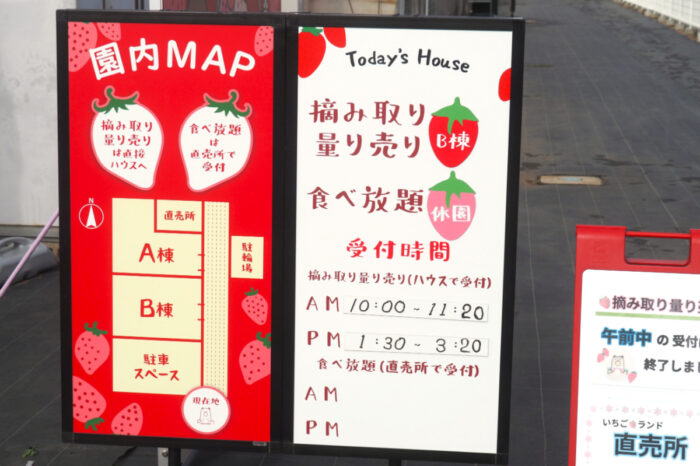 園内MAP
摘み取り
量り売り
は直接
ハウスへ
食べ放題
は
直売所で
受付
N
直売所
A棟
駐輪場
B棟
駐車
スペース
現在地
Today's House
摘み取り
量り売り
B棟
食べ放題
休園
受付時間
摘み取り量り売り(ハウスで受付)
AM 10:00~11:20
PM 1:30~3:20
食べ放題(直売所で受付)
AM
PM
摘み取り量り
午前中の受付
終了しま
いちごランド
直売所